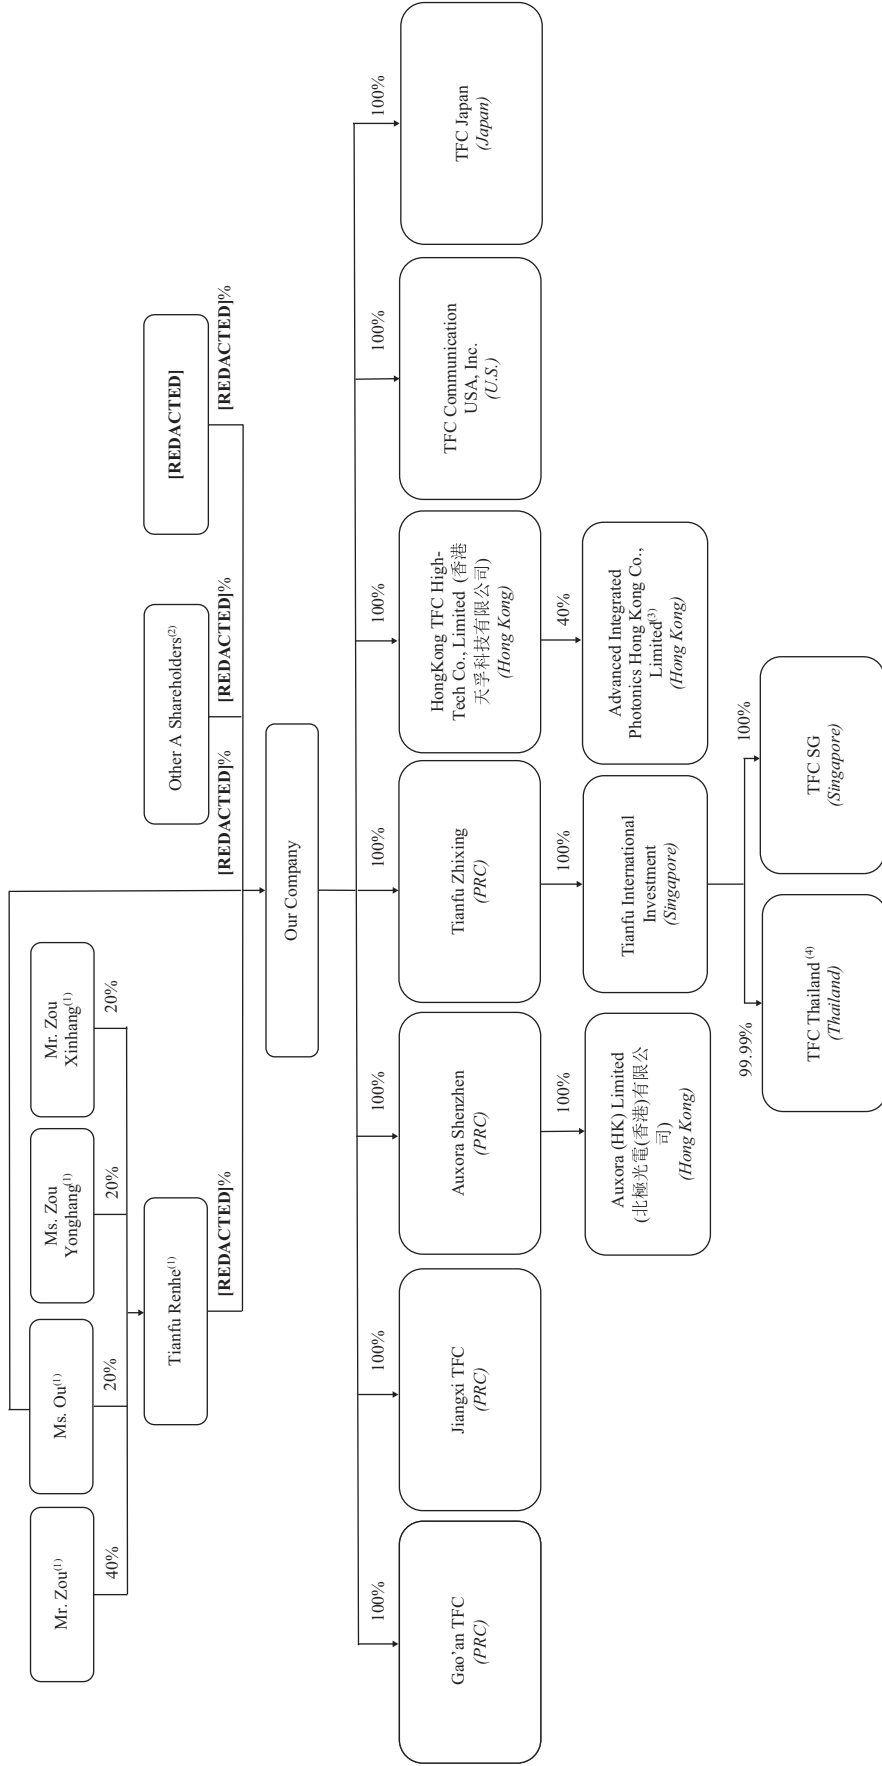 Mr. Zou(1)
Ms. Ou(1)
Ms. Zou
Yonghang(1)
Mr. Zou
Xinhang(1)
40%
20%
20%
20%
Tianfu Renhe(1)
Other A Shareholders(2)
[REDACTED]
[REDACTED]%
[REDACTED]%
[REDACTED]%
[REDACTED]%
Our Company
100%
100%
100%
100%
100%
100%
100%
Gao’an TFC
(PRC)
Jiangxi TFC
(PRC)
Auxora Shenzhen
(PRC)
Tianfu Zhixing
(PRC)
HongKong TFC High-
Tech Co., Limited (香港
天孚科技有限公司)
(Hong Kong)
TFC Communication
USA, Inc.
(U.S.)
TFC Japan
(Japan)
100%
100%
40%
Auxora (HK) Limited
(北極光電(香港)有限公
司)
(Hong Kong)
Tianfu International
Investment
(Singapore)
Advanced Integrated
Photonics Hong Kong Co.,
Limited(3)
(Hong Kong)
99.99%
100%
TFC Thailand (4)
(Thailand)
TFC SG
(Singapore)